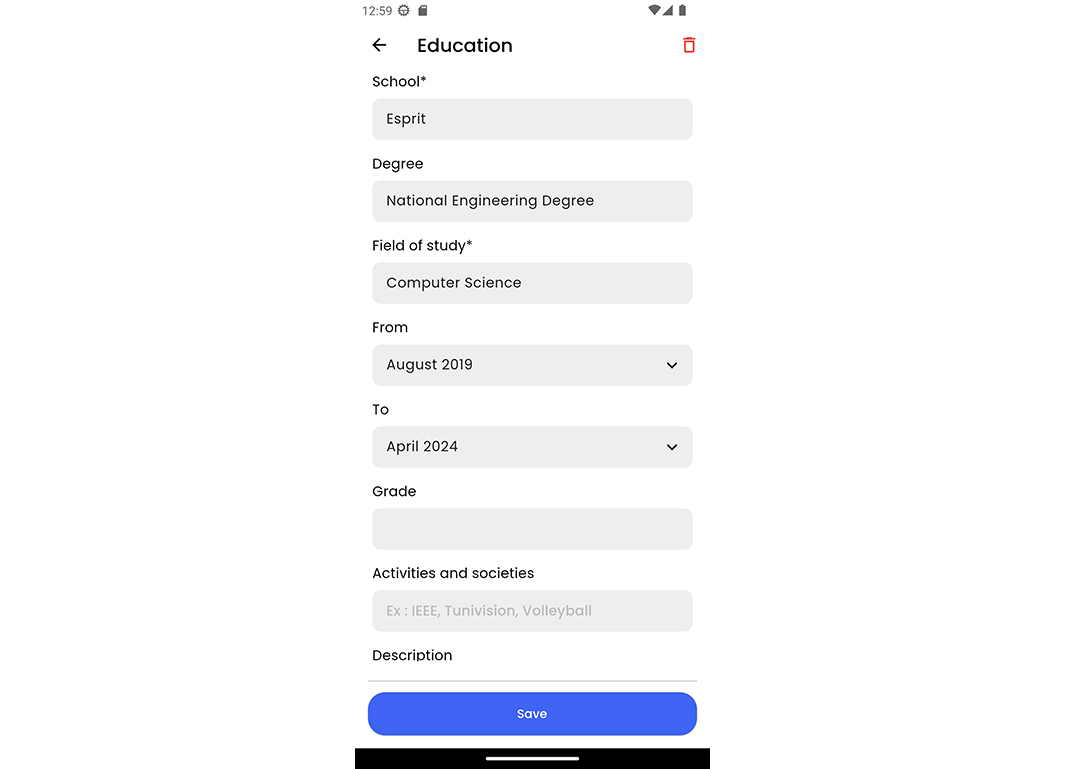 12:59
Education
School*
Esprit
Degree
National Engineering Degree
Field of study*
Computer Science
From
August 2019
To
April 2024
Grade
Activities and societies
Ex : IEEE, Tunivision, Volleyball
Description
Save